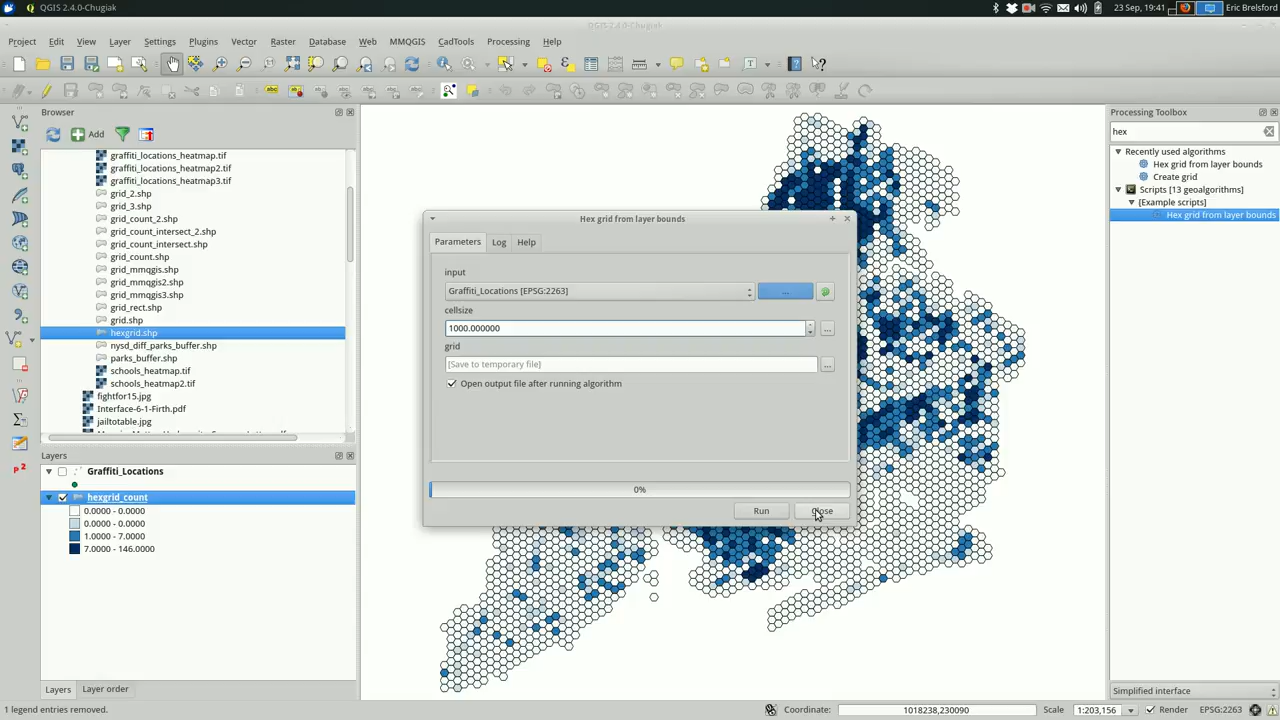 QGIS 2.4.0-Chugiak
23 Sep, 19:41
Eric Brelsford
QGIS 2.4.0-Chugiak
Project Edit View Layer Settings Plugins Vector Raster Database Web MMQGIS CadTools Processing Help
Browser
Add
graffiti_locations_heatmap.tif
graffiti_locations_heatmap2.tif
graffiti_locations_heatmap3.tif
grid_2.shp
grid_3.shp
grid_count_2.shp
grid_count_intersect_2.shp
grid_count_intersect.shp
grid_count.shp
grid_mmqgis.shp
grid_mmqgis2.shp
grid_mmqgis3.shp
grid_rect.shp
grid.shp
hexgrid.shp
nysd_diff_parks_buffer.shp
parks_buffer.shp
schools_heatmap.tif
schools_heatmap2.tif
fightfor15.jpg
Interface-6-1-Firth.pdf
jailtotable.jpg
Layers
Graffiti_Locations
hexgrid_count
0.0000 - 0.0000
0.0000 - 0.0000
1.0000 - 7.0000
7.0000 - 146.0000
Layers
Layer order
Hex grid from layer bounds
Parameters
Log
Help
input
Graffiti_Locations [EPSG:2263]
...
cellsize
1000.000000
...
grid
[Save to temporary file]
...
Open output file after running algorithm
0%
Run
Close
Processing Toolbox
hex
Recently used algorithms
Hex grid from layer bounds
Create grid
Scripts [13 geoalgorithms]
[Example scripts]
Hex grid from layer bounds
Simplified interface
1 legend entries removed.
Coordinate:
1018238,230090
Scale
1:203,156
Render
EPSG:2263